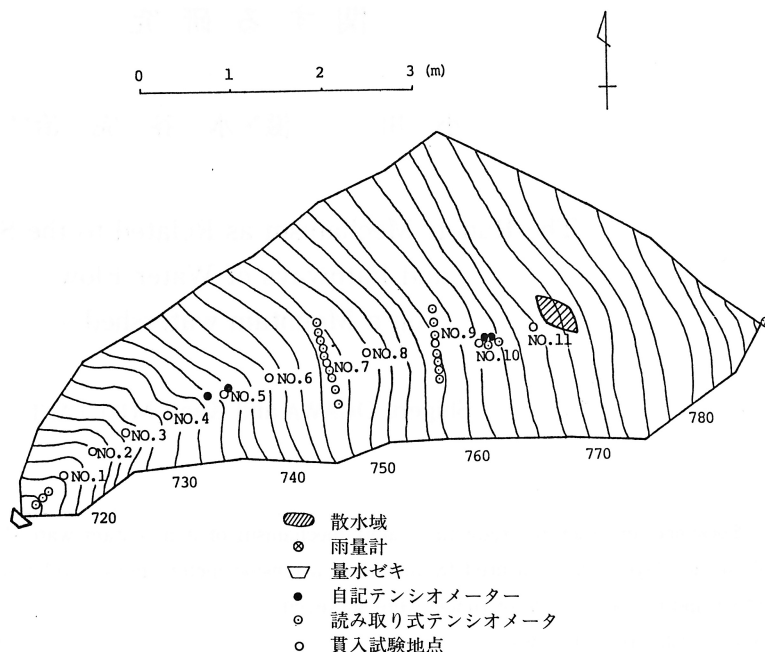 0 1 2 3 (m)
NO.9
NO.11
NO.10
NO.8
NO.7
NO.6
NO.5
NO.4
NO.3
NO.2
NO.1
780
770
760
750
740
730
720
散水域
雨量計
量水ゼキ
自記テンシオメーター
読み取り式テンシオメータ
貫入試験地点